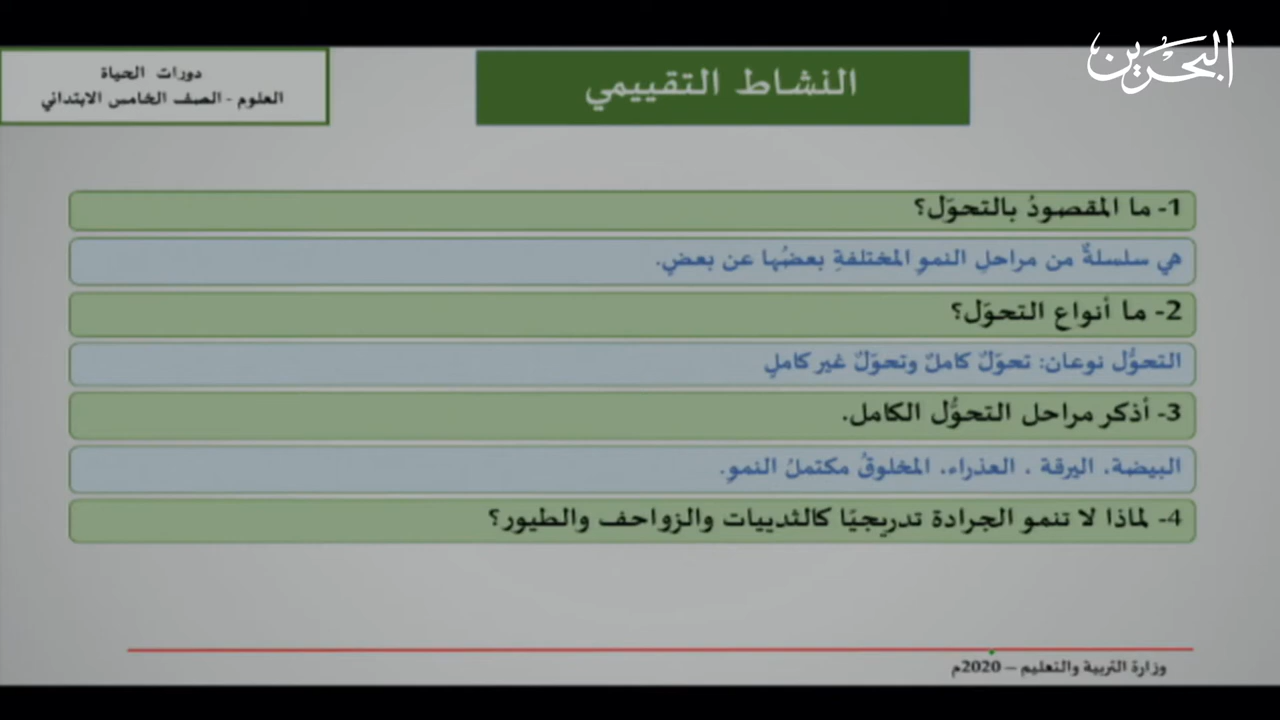 البحرين
دورات الحياة
العلوم - الصف الخامس الابتدائي
النشاط التقييمي
1- ما المقصودُ بالتحوّل؟
هي سلسلةٌ من مراحلِ النموِ المختلفةِ بعضُها عن بعضٍ.
2- ما أنواع التحوّل؟
التحوُّل نوعان: تحوّلٌ كاملٌ وتحوّلٌ غير كاملٍ
3- أذكر مراحل التحوُّل الكامل.
البيضة، اليرقة ، العذراء، المخلوقُ مكتملُ النموِ.
4- لماذا لا تنمو الجرادة تدريجيًا كالثدييات والزواحف والطيور؟
وزارة التربية والتعليم – 2020م